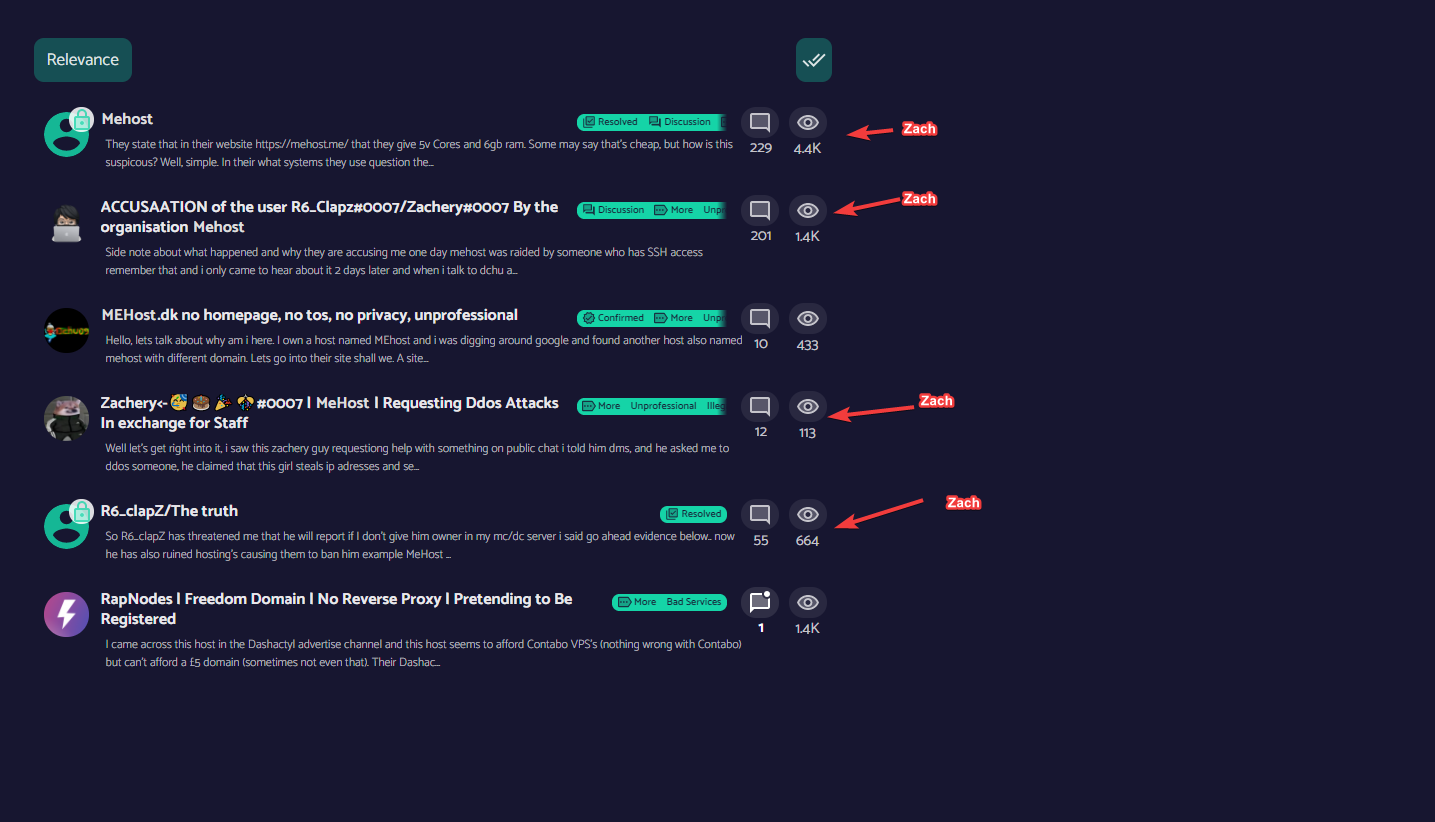 Relevance
Mehost
Resolved Discussion
They state that in their website https://mehost.me/ that they give 5v Cores and 6gb ram. Some may say that's cheap, but how is this
suspicous? Well, simple. In their what systems they use question the...
229
4.4K
Zach
ACCUSAATION of the user R6_Clapz#0007/Zachery#0007 By the
organisation Mehost
Discussion More Unpr
Side note about what happened and why they are accusing me one day mehost was raided by someone who has SSH access
remember that and i only came to hear about it 2 days later and when i talk to dchu a...
201
1.4K
Zach
MEHost.dk no homepage, no tos, no privacy, unprofessional
Confirmed More Unpr
Hello, lets talk about why am i here. I own a host named MEhost and i was digging around google and found another host also named
mehost with different domain. Lets go into their site shall we. A site...
10
433
Zachery<-🥳 🎂 🎉 🎊#0007 | MeHost | Requesting Ddos Attacks
In exchange for Staff
More Unprofessional Illeg
Well let's get right into it, i saw this zachery guy requestiong help with something on public chat i told him dms, and he asked me to
ddos someone, he claimed that this girl steals ip adresses and se...
12
113
Zach
R6_clapZ/The truth
Resolved
So R6_clapZ has threatened me that he will report if I don't give him owner in my mc/dc server i said go ahead evidence below.. now
he has also ruined hosting's causing them to ban him example MeHost ...
55
664
Zach
RapNodes | Freedom Domain | No Reverse Proxy | Pretending to Be
Registered
More Bad Services
I came across this host in the Dashactyl advertise channel and this host seems to afford Contabo VPS's (nothing wrong with Contabo)
but can't afford a £5 domain (sometimes not even that). Their Dashac...
1
1.4K